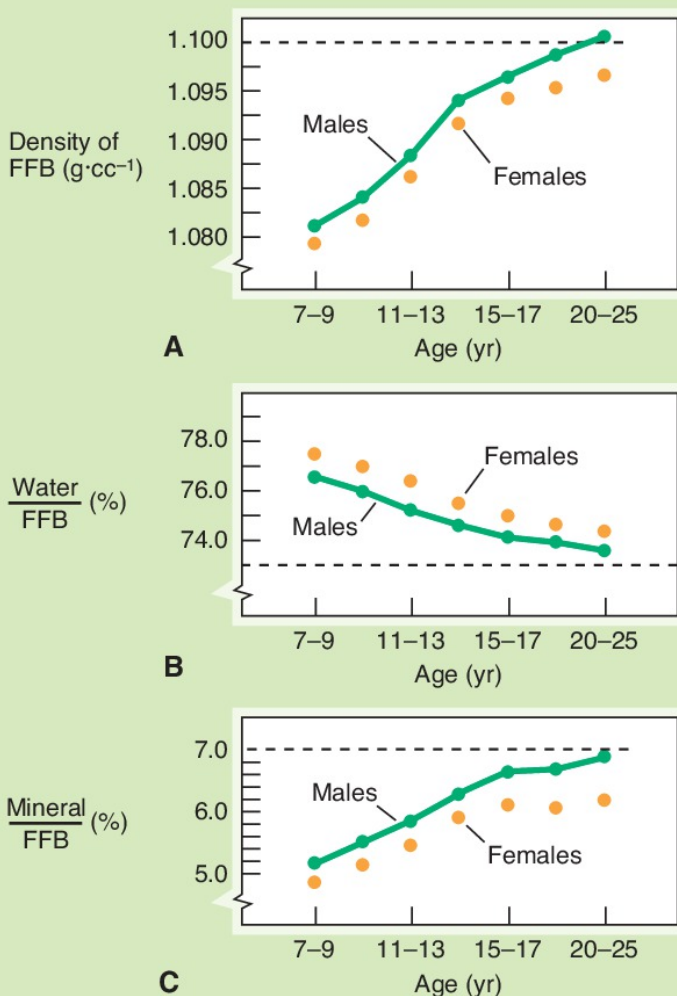 1.100
1.095
1.090
1.085
1.080
Density of
FFB (g·cc–1)
Males
Females
7–9 11–13 15–17 20–25
A
Age (yr)
78.0
76.0
74.0
Water
FFB
(%)
Females
Males
7–9 11–13 15–17 20–25
B
Age (yr)
7.0
6.0
5.0
Mineral
FFB
(%)
Males
Females
7–9 11–13 15–17 20–25
C
Age (yr)